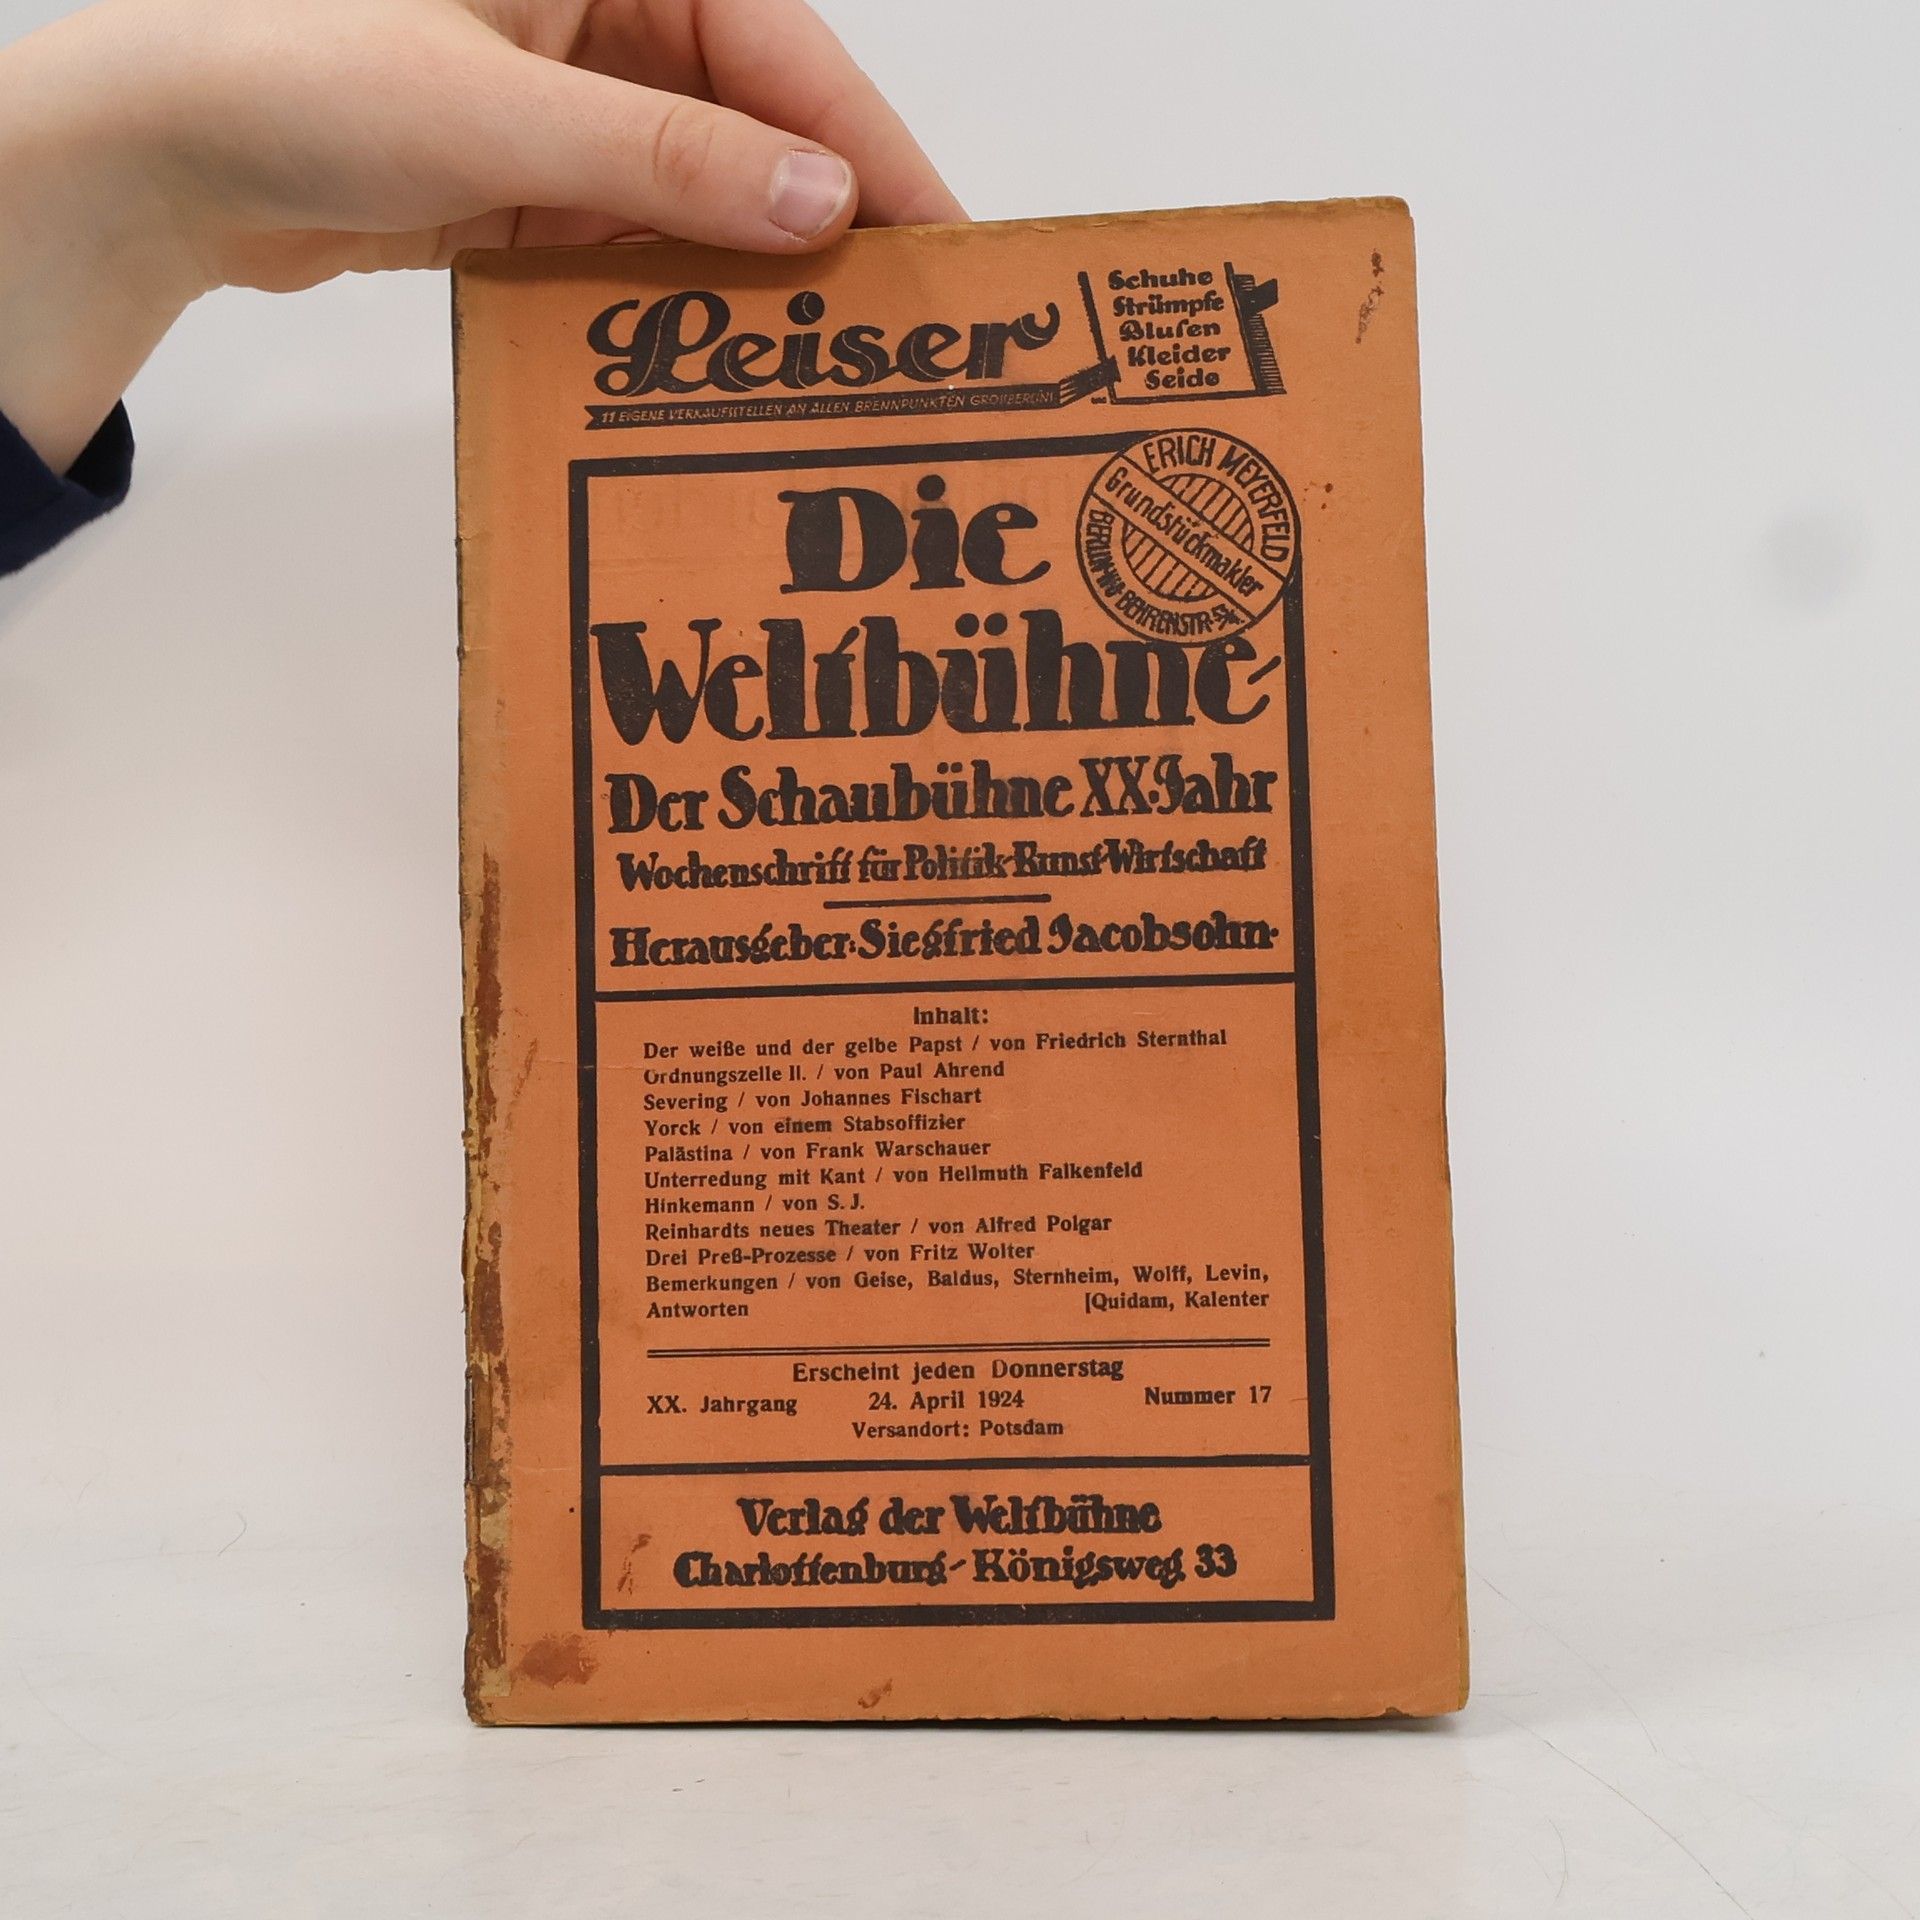 Leiser
11 EIGENE VERKAUFSSTELLEN AN ALLEN BRENNPUNKTEN GROSSBERLINS
Schuhe
Strümpfe
Blusen
Kleider
Seide
ERICH MEYERFELD
Grundstückmakler
BERLIN BEHRENSTR.
Die
Weltbühne
Der Schaubühne XX. Jahr
Wochenschrift für Politik-Kunst-Wirtschaft
Herausgeber: Siegfried Jacobsohn
Inhalt:
Der weiße und der gelbe Papst / von Friedrich Sternthal
Ordnungszelle II. / von Paul Ahrend
Severing / von Johannes Fischart
Yorck / von einem Stabsoffizier
Palästina / von Frank Warschauer
Unterredung mit Kant / von Hellmuth Falkenfeld
Hinkemann / von S. J.
Reinhardts neues Theater / von Alfred Polgar
Drei Preß-Prozesse / von Fritz Wolter
Bemerkungen / von Geise, Baldus, Sternheim, Wolff, Levin,
Antworten [Quidam, Kalenter
Erscheint jeden Donnerstag
XX. Jahrgang 24. April 1924 Nummer 17
Versandort: Potsdam
Verlag der Weltbühne
Charlottenburg - Königsweg 33